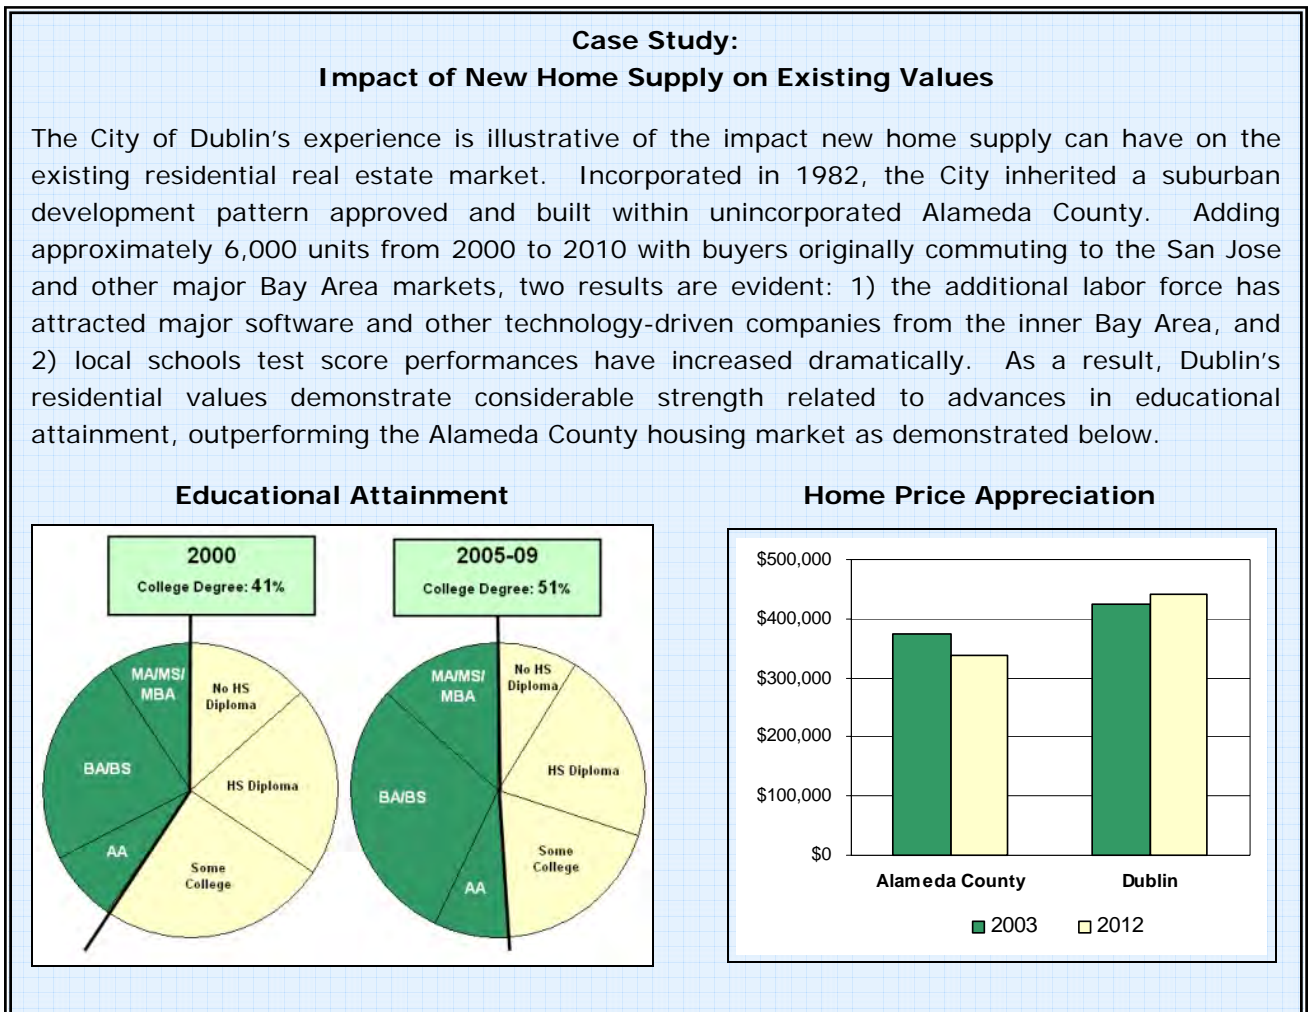 Case Study:
Impact of New Home Supply on Existing Values
The City of Dublin's experience is illustrative of the impact new home supply can have on the
existing residential real estate market. Incorporated in 1982, the City inherited a suburban
development pattern approved and built within unincorporated Alameda County. Adding
approximately 6,000 units from 2000 to 2010 with buyers originally commuting to the San Jose
and other major Bay Area markets, two results are evident: 1) the additional labor force has
attracted major software and other technology-driven companies from the inner Bay Area, and
2) local schools test score performances have increased dramatically. As a result, Dublin's
residential values demonstrate considerable strength related to advances in educational
attainment, outperforming the Alameda County housing market as demonstrated below.
Educational Attainment
2000
College Degree: 41%
MA/MS/
MBA
No HS
Diploma
BA/BS
HS Diploma
AA
Some
College
2005-09
College Degree: 51%
MA/MS/
MBA
No HS
Diploma
BA/BS
HS Diploma
AA
Some
College
Home Price Appreciation
$500,000
$400,000
$300,000
$200,000
$100,000
$0
Alameda County
Dublin
2003
2012